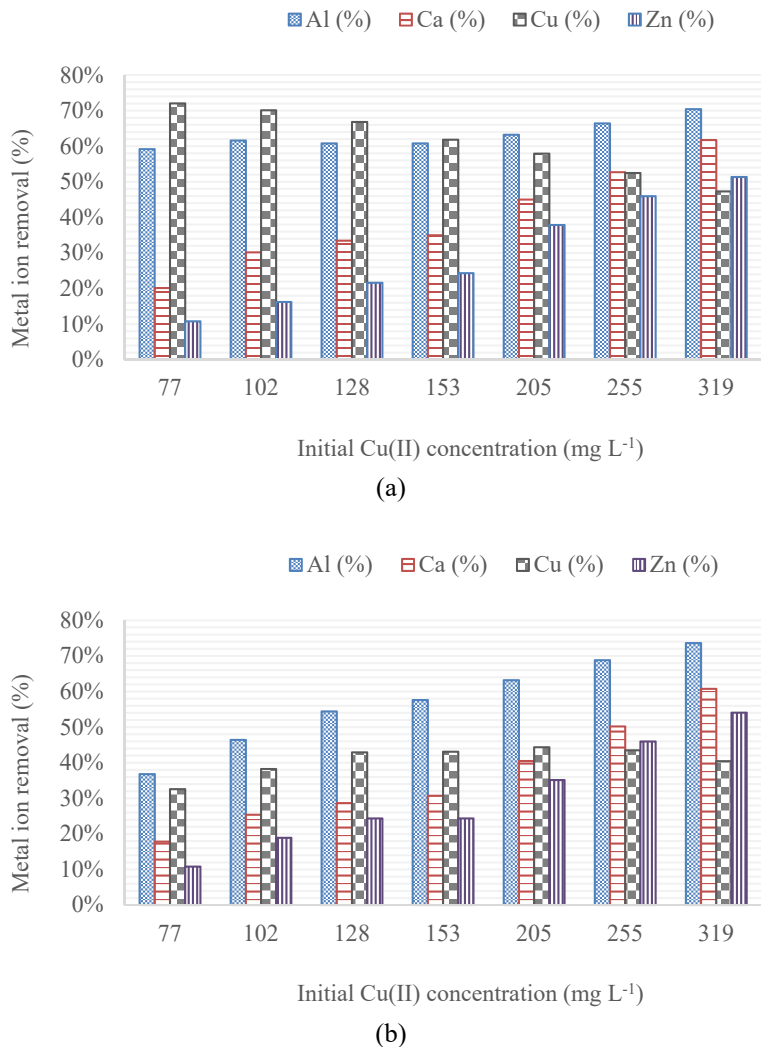 Al (%) Ca (%) Cu (%) Zn (%)
80%
70%
60%
50%
40%
30%
20%
10%
0%
Metal ion removal (%)
77 102 128 153 205 255 319
Initial Cu(II) concentration (mg L⁻¹)
(a)
Al (%) Ca (%) Cu (%) Zn (%)
80%
70%
60%
50%
40%
30%
20%
10%
0%
Metal ion removal (%)
77 102 128 153 205 255 319
Initial Cu(II) concentration (mg L⁻¹)
(b)